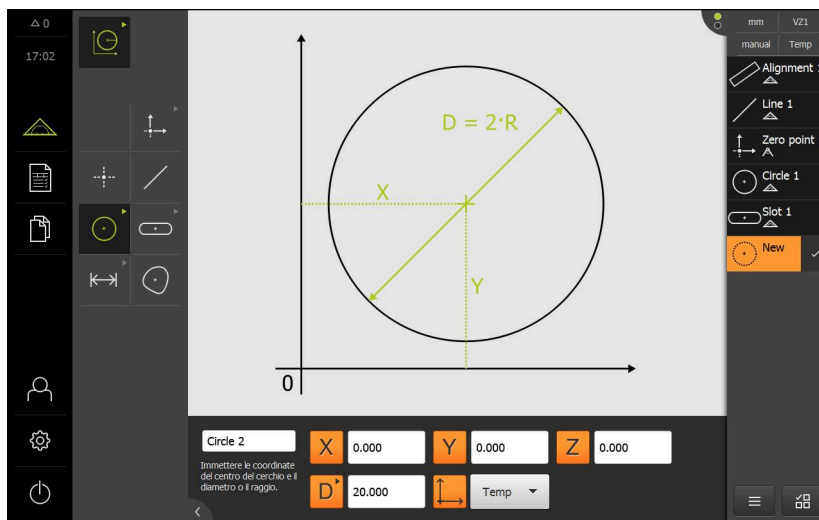 0
17:02
mm
VZ1
manual
Temp
Alignment
Line 1
Zero point
Circle 1
Slot 1
New
D = 2·R
X
Y
0
Circle 2
Immettere le coordinate
del centro del cerchio e il
diametro o il raggio.
X
0.000
Y
0.000
Z
0.000
D
20.000
Temp